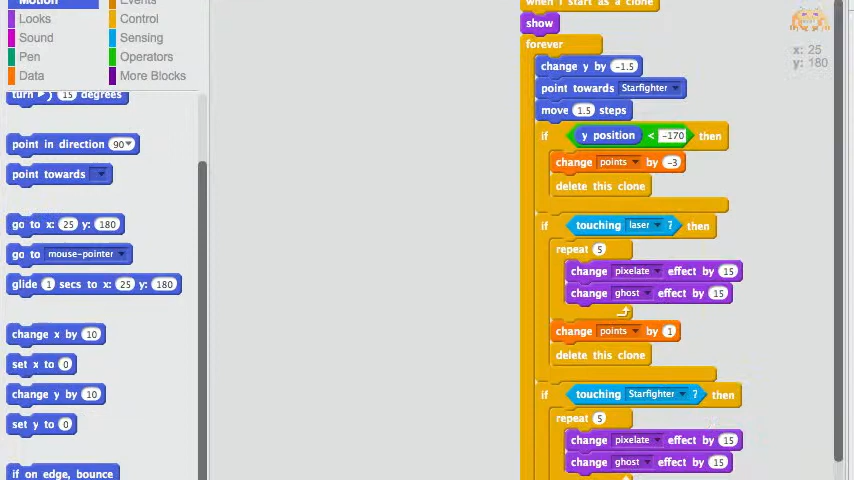 Motion
Events
Looks
Control
Sound
Sensing
Pen
Operators
Data
More Blocks
turn 15 degrees
point in direction 90
point towards
go to x: 25 y: 180
go to mouse-pointer
glide 1 secs to x: 25 y: 180
change x by 10
set x to 0
change y by 10
set y to 0
if on edge, bounce
when I start as a clone
show
forever
change y by -1.5
point towards Starfighter
move 1.5 steps
if y position < -170 then
change points by -3
delete this clone
if touching laser ? then
repeat 5
change pixelate effect by 15
change ghost effect by 15
change points by 1
delete this clone
if touching Starfighter ? then
repeat 5
change pixelate effect by 15
change ghost effect by 15
x: 25
y: 180